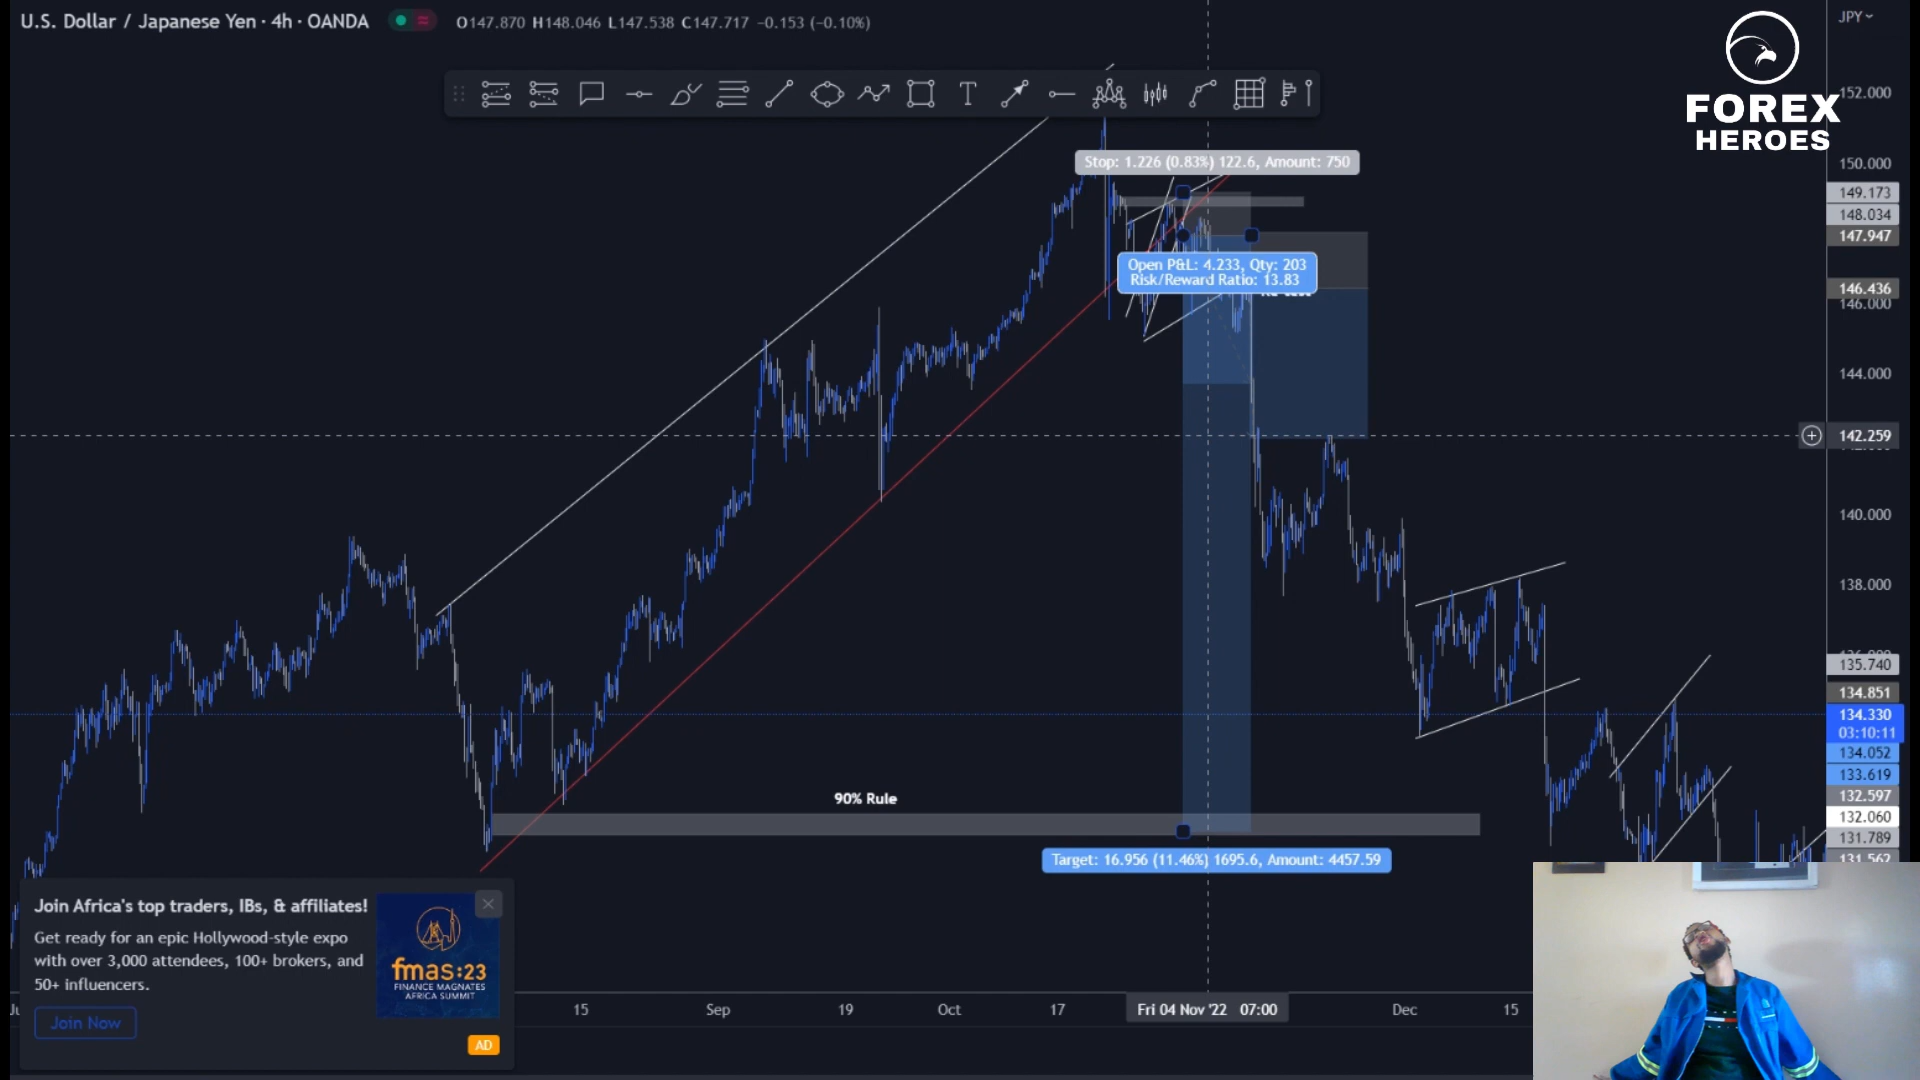 U.S. Dollar / Japanese Yen · 4h · OANDA
O147.870 H148.046 L147.538 C147.717 −0.153 (−0.10%)
JPY
FOREX
HEROES
152.000
Stop: 1.226 (0.83%) 122.6, Amount: 750
150.000
149.173
148.034
147.947
Open P&L: 4.233, Qty: 203
Risk/Reward Ratio: 13.83
146.436
146.000
144.000
142.259
140.000
138.000
135.740
134.851
134.330
03:10:11
134.052
133.619
132.597
132.060
131.789
131.562
90% Rule
Target: 16.956 (11.46%) 1695.6, Amount: 4457.59
Join Africa's top traders, IBs, & affiliates!
Get ready for an epic Hollywood-style expo
with over 3,000 attendees, 100+ brokers, and
50+ influencers.
Join Now
fmas:23
FINANCE MAGNATES
AFRICA SUMMIT
AD
15
Sep
19
Oct
17
Fri 04 Nov '22 07:00
Dec
15